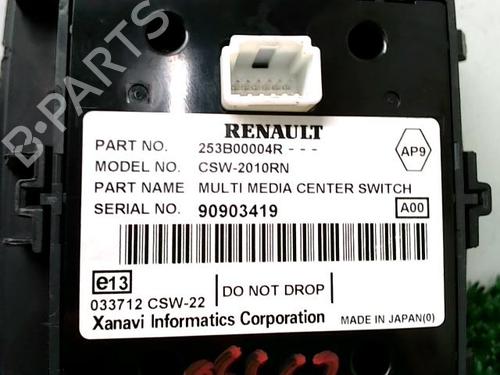 RENAULT
PART NO. 253B00004R - - -
AP9
MODEL NO. CSW-2010RN
PART NAME MULTI MEDIA CENTER SWITCH
SERIAL NO. 90903419
A00
e13
033712 CSW-22
DO NOT DROP
Xanavi Informatics Corporation
MADE IN JAPAN(0)
B-PARTS